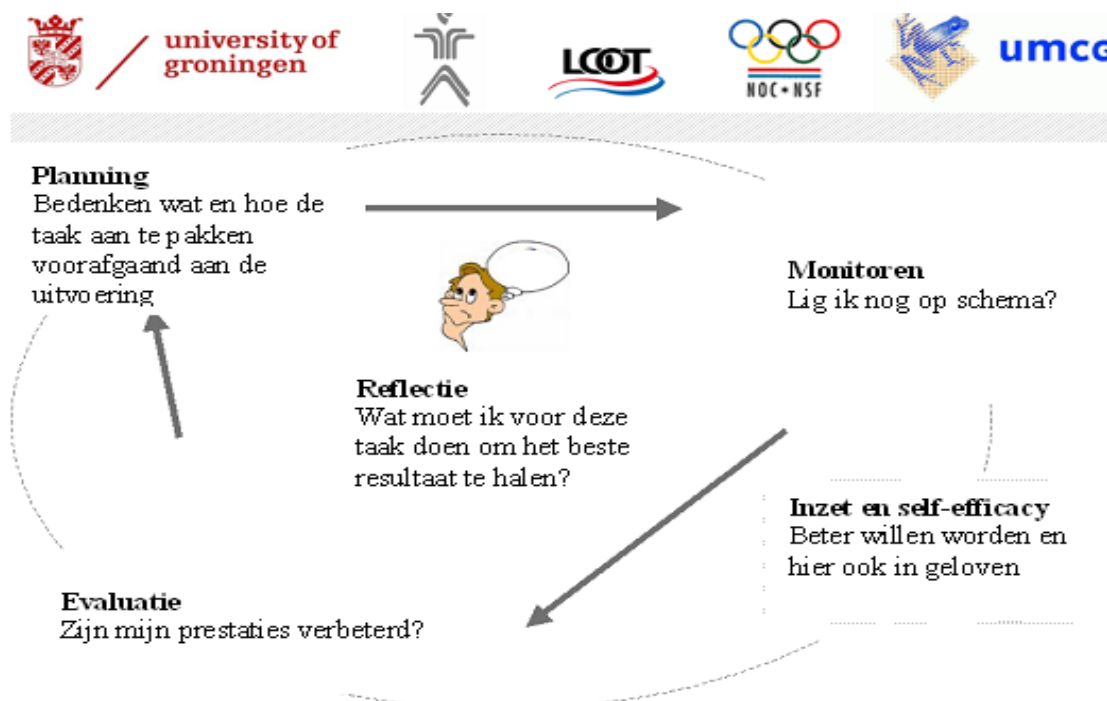 university of
groningen
LOOT
NOC*NSF
umcg
Planning
Bedenken wat en hoe de
taak aan te pakken
voorafgaand aan de
uitvoering
Monitoren
Lig ik nog op schema?
Reflectie
Wat moet ik voor deze
taak doen om het beste
resultaat te halen?
Inzet en self-efficacy
Beter willen worden en
hier ook in geloven
Evaluatie
Zijn mijn prestaties verbeterd?